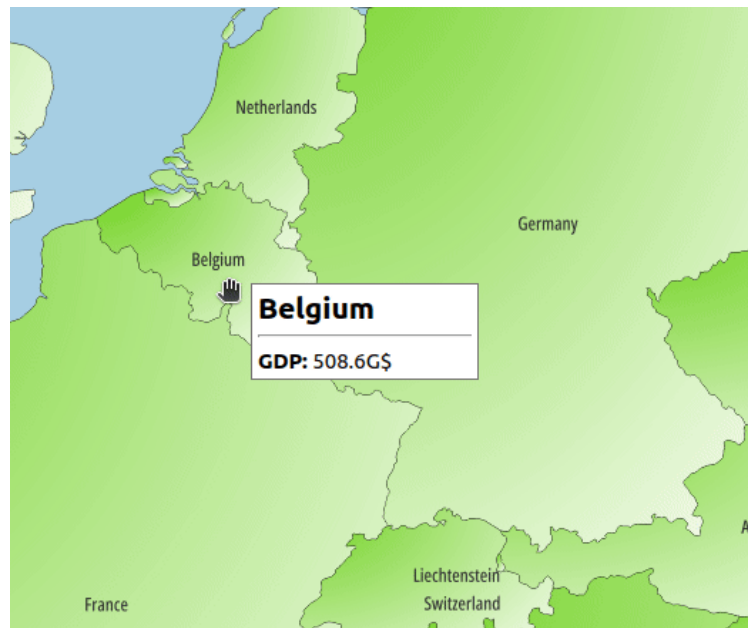 Netherlands
Germany
Belgium
Belgium
GDP: 508.6G$
A
Liechtenstein
Switzerland
France